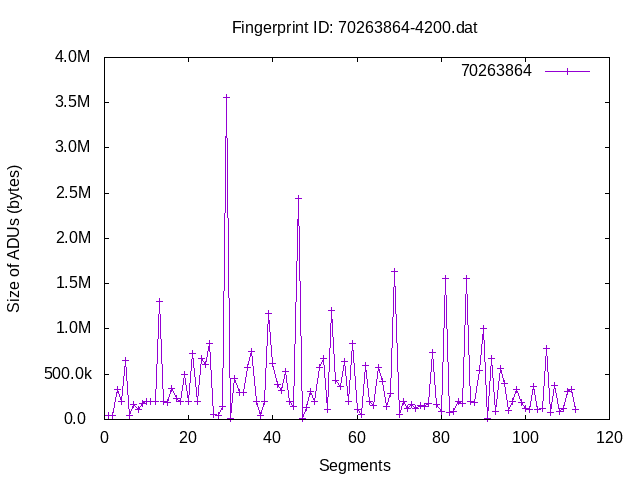 Fingerprint ID: 70263864-4200.dat
70263864
Size of ADUs (bytes)
4.0M
3.5M
3.0M
2.5M
2.0M
1.5M
1.0M
500.0k
0.0
0 20 40 60 80 100 120
Segments